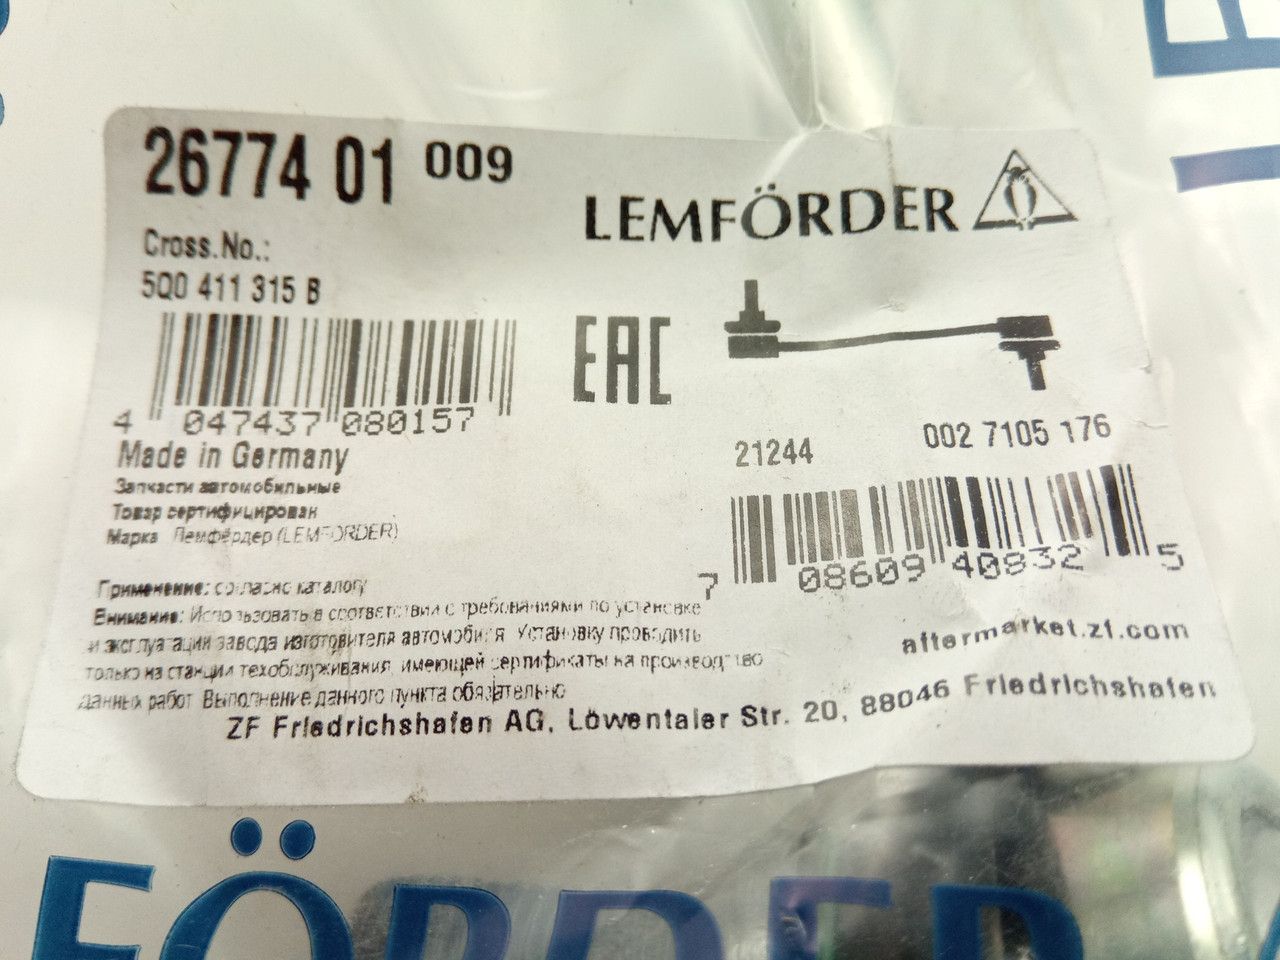 26774 01 009
LEMFÖRDER
Cross.No.:
5Q0 411 315 B
EAC
4 047437 080157
Made in Germany
Запчасти автомобильные
Товар сертифицирован
Марка Лемфёрдер (LEMFÖRDER)
21244
002 7105 176
7 08609 40832 5
Применение: согласно каталогу
Внимание: Использовать в соответствии с требованиями по установке
и эксплуатации завода изготовителя автомобиля. Установку проводить
только на станции техобслуживания, имеющей сертификаты на производство
данных работ. Выполнение данного пункта обязательно
aftermarket.zf.com
ZF Friedrichshafen AG, Löwentaler Str. 20, 88046 Friedrichshafen
FÖRDER